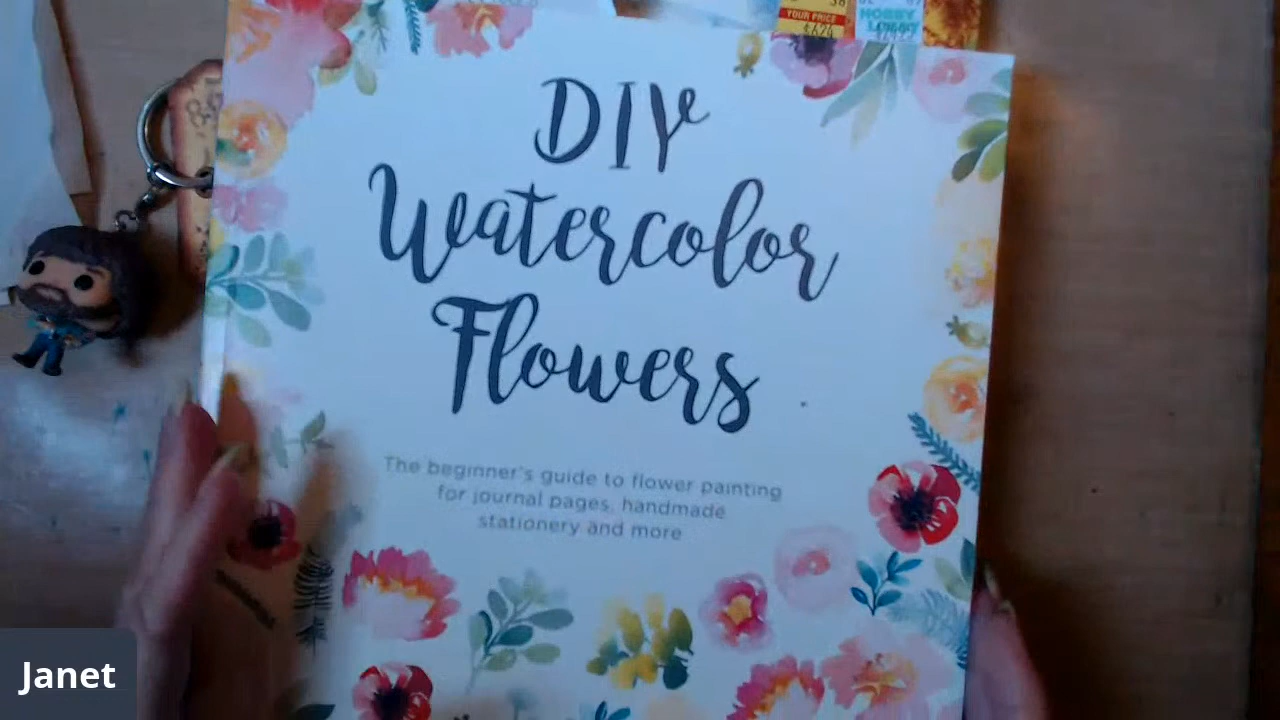 YOUR PRICE
HOBBY
DIY
Watercolor
Flowers
The beginner's guide to flower painting
for journal pages, handmade
stationery and more
Janet